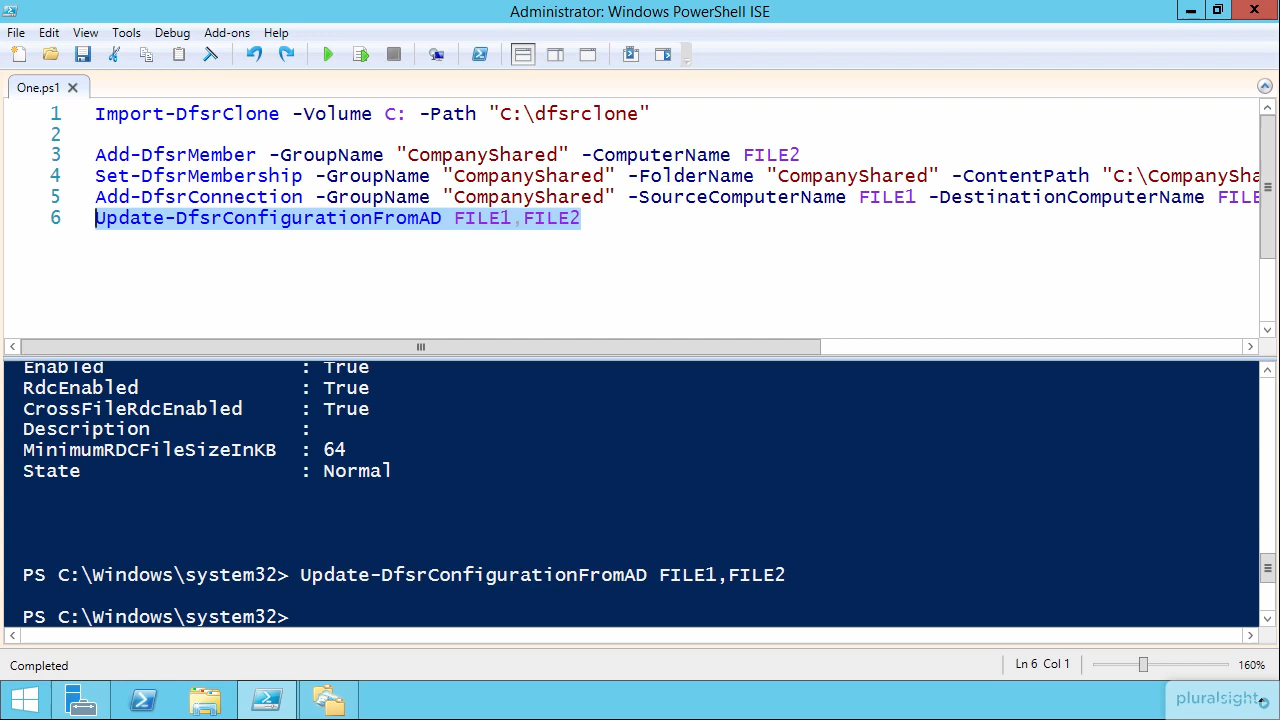 Administrator: Windows PowerShell ISE
File Edit View Tools Debug Add-ons Help
One.ps1
1 Import-DfsrClone -Volume C: -Path "C:\dfsrclone"
2
3 Add-DfsrMember -GroupName "CompanyShared" -ComputerName FILE2
4 Set-DfsrMembership -GroupName "CompanyShared" -FolderName "CompanyShared" -ContentPath "C:\CompanySha
5 Add-DfsrConnection -GroupName "CompanyShared" -SourceComputerName FILE1 -DestinationComputerName FILE
6 Update-DfsrConfigurationFromAD FILE1,FILE2
Enabled : True
RdcEnabled : True
CrossFileRdcEnabled : True
Description :
MinimumRDCFileSizeInKB : 64
State : Normal
PS C:\Windows\system32> Update-DfsrConfigurationFromAD FILE1,FILE2
PS C:\Windows\system32>
Completed
Ln 6 Col 1
160%
pluralsight